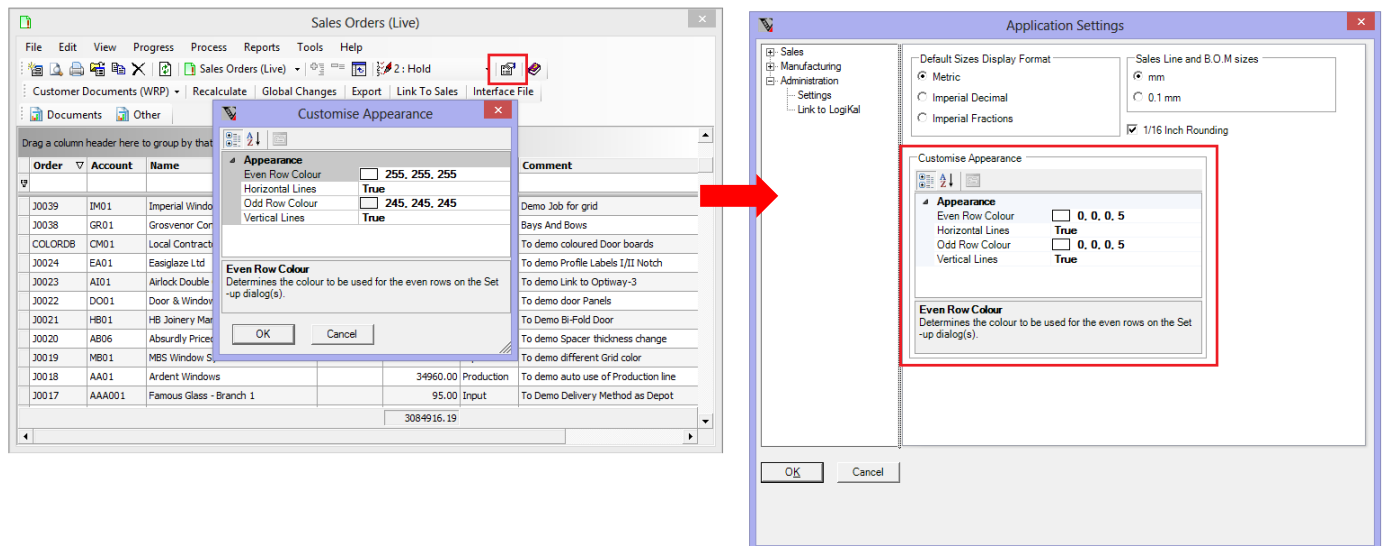 Sales Orders (Live)
File Edit View Progress Process Reports Tools Help
Sales Orders (Live) 2 : Hold
Customer Documents (WRP) Recalculate Global Changes Export Link To Sales Interface File
Documents Other
Drag a column header here to group by that
Order Account Name Comment
J0039 IM01 Imperial Windo Demo Job for grid
J0038 GR01 Grosvenor Con Bays And Bows
COLORDB CM01 Local Contract To demo coloured Door boards
J0024 EA01 Easiglaze Ltd To demo Profile Labels I/II Notch
J0023 AI01 Airlock Double To demo Link to Optiway-3
J0022 DO01 Door & Window To demo door Panels
J0021 HB01 HB Joinery Mar To Demo Bi-Fold Door
J0020 AB06 Absurdly Priced To demo Spacer thickness change
J0019 MB01 MBS Window S To demo different Grid color
J0018 AA01 Ardent Windows 34960.00 Production To demo auto use of Production line
J0017 AAA001 Famous Glass - Branch 1 95.00 Input To Demo Delivery Method as Depot
3084916.19
Customise Appearance
Appearance
Even Row Colour 255, 255, 255
Horizontal Lines True
Odd Row Colour 245, 245, 245
Vertical Lines True
Even Row Colour
Determines the colour to be used for the even rows on the Set
-up dialog(s).
OK Cancel
Application Settings
Sales
Manufacturing
Administration
Settings
Link to LogiKal
Default Sizes Display Format
Metric
Imperial Decimal
Imperial Fractions
Sales Line and B.O.M sizes
mm
0.1 mm
1/16 Inch Rounding
Customise Appearance
Appearance
Even Row Colour 0, 0, 0, 5
Horizontal Lines True
Odd Row Colour 0, 0, 0, 5
Vertical Lines True
Even Row Colour
Determines the colour to be used for the even rows on the Set
-up dialog(s).
OK Cancel